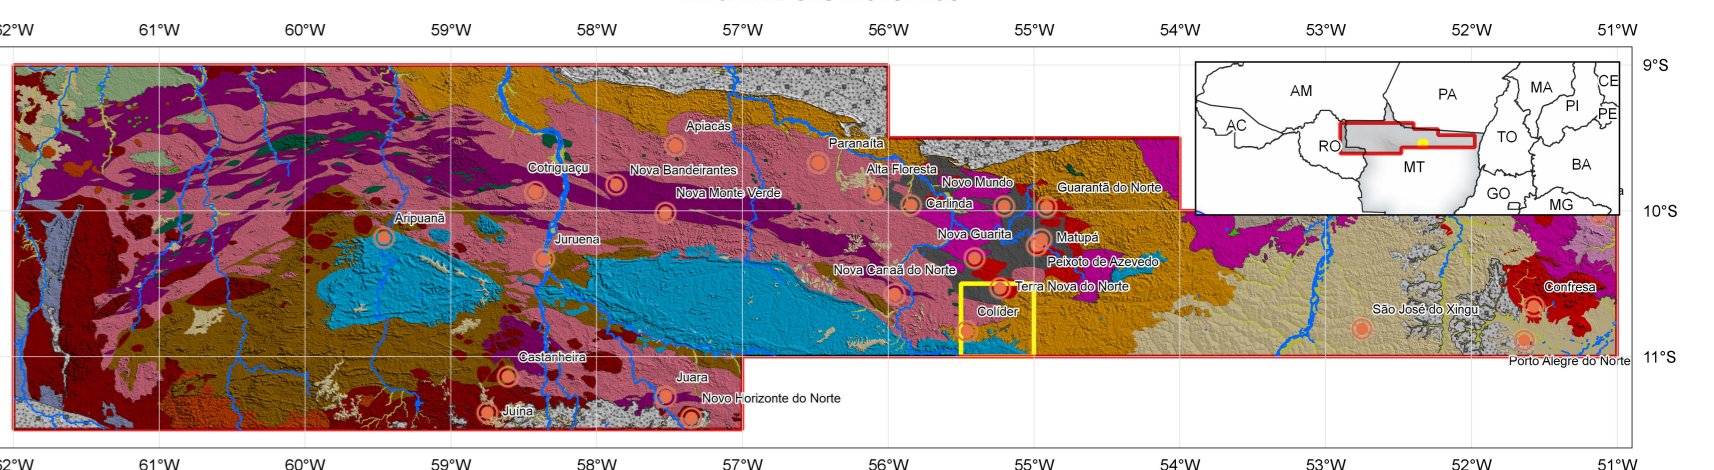 62°W 61°W 60°W 59°W 58°W 57°W 56°W 55°W 54°W 53°W 52°W 51°W
9°S
AM
PA
MA
CE
PI
PE
AC
TO
RO
MT
BA
GO
MG
a
Apiacás
Paranaíta
Cotriguaçu
Nova Bandeirantes
Alta Floresta
Novo Mundo
Guarantã do Norte
Nova Monte Verde
Carlinda
10°S
Aripuanã
Juruena
Nova Guarita
Matupá
Peixoto de Azevedo
Nova Canaã do Norte
Terra Nova do Norte
Confresa
Colíder
São José do Xingu
Castanheira
11°S
Porto Alegre do Norte
Juara
Novo Horizonte do Norte
Juína
62°W 61°W 60°W 59°W 58°W 57°W 56°W 55°W 54°W 53°W 52°W 51°W